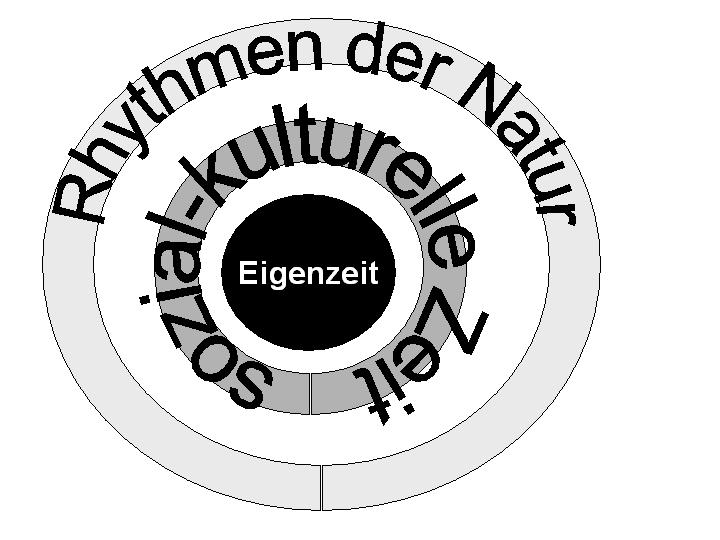 Rhythmen der Natur
sozial-kulturelle Zeit
Eigenzeit